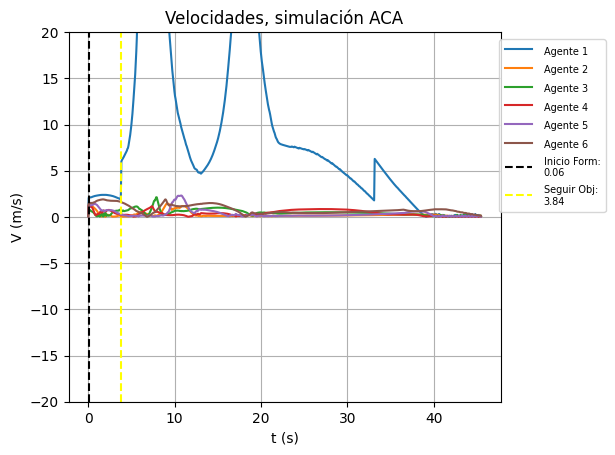 Velocidades, simulación ACA
20
15
10
5
0
−5
−10
−15
−20
V (m/s)
0
10
20
30
40
t (s)
Agente 1
Agente 2
Agente 3
Agente 4
Agente 5
Agente 6
Inicio Form:
0.06
Seguir Obj:
3.84